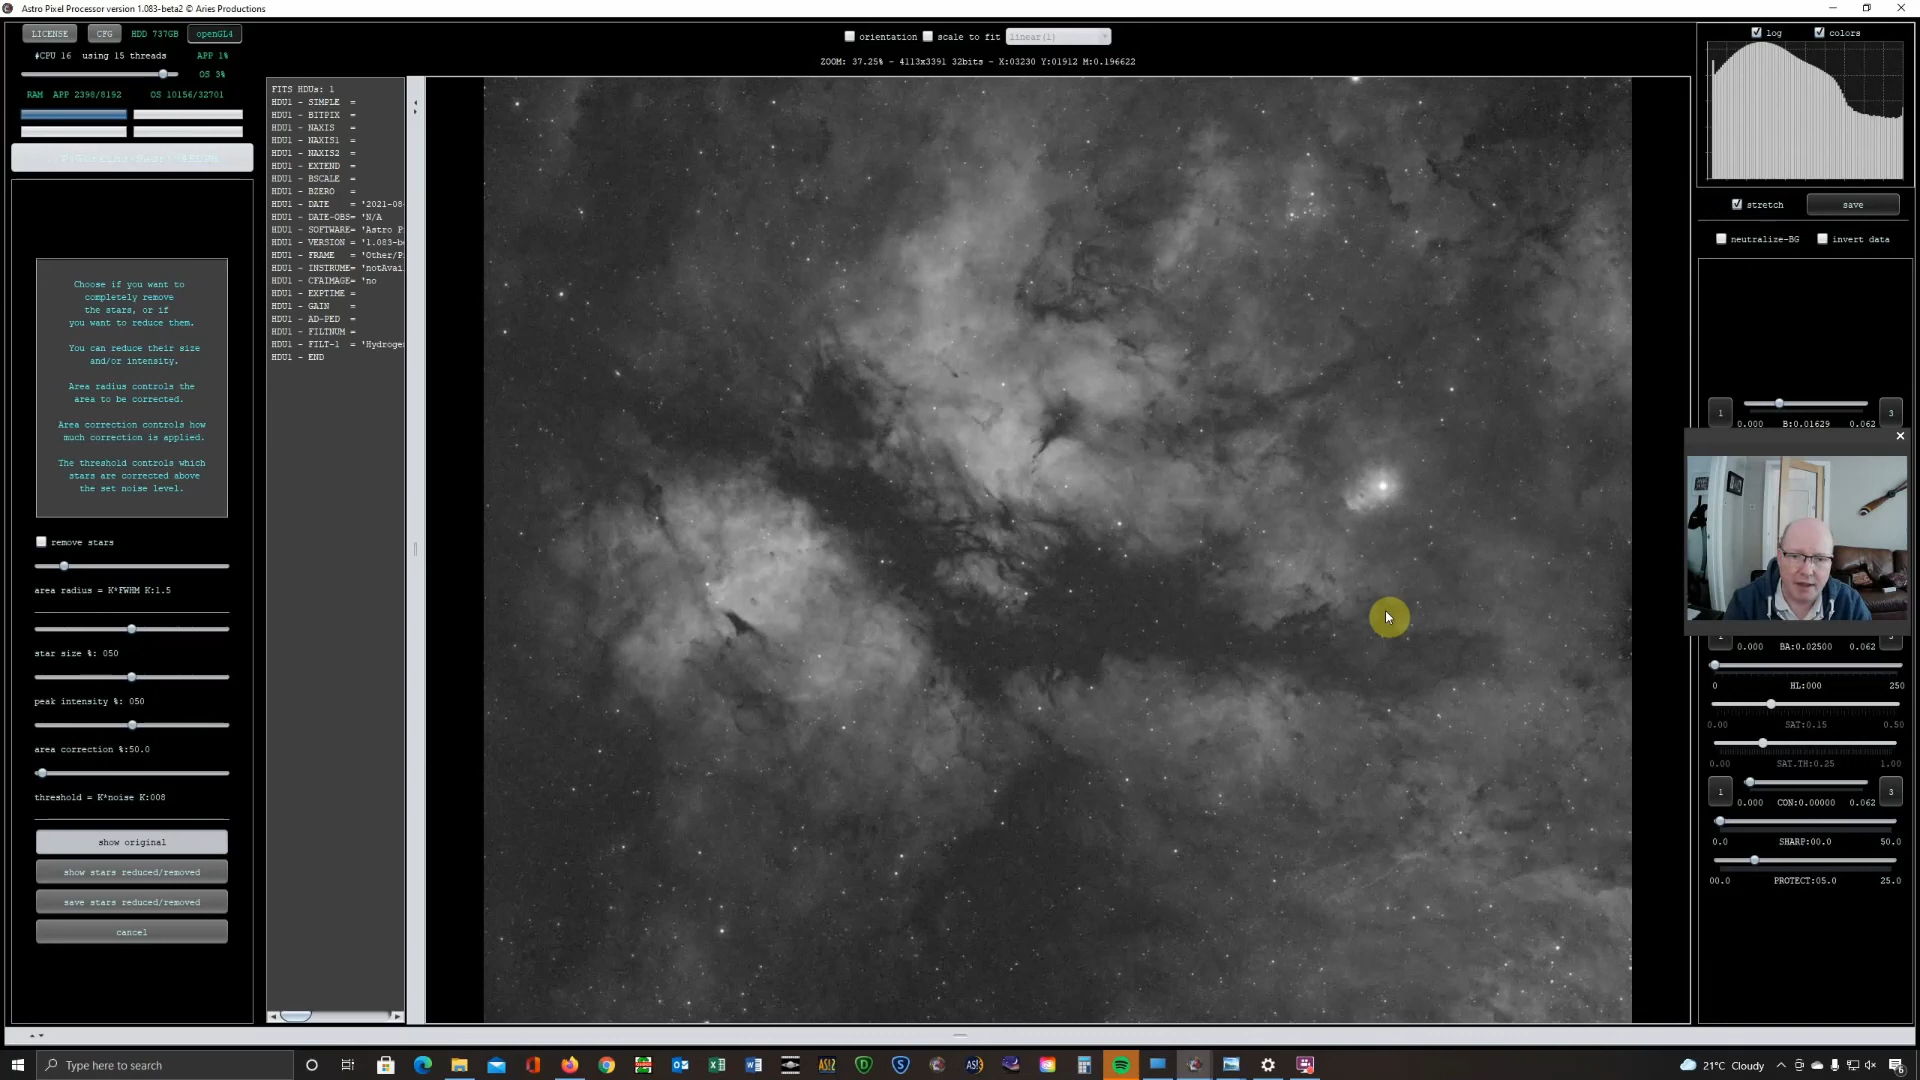 Astro Pixel Processor version 1.083-beta2 © Aries Productions
LICENSE CFG HDD 737GB openGL4
#CPU 16 using 15 threads APP 1%
OS 3%
RAM APP 2398/8192 OS 10156/32701
Choose if you want to
completely remove
the stars, or if
you want to reduce them.
You can reduce their size
and/or intensity.
Area radius controls the
area to be corrected.
Area correction controls how
much correction is applied.
The threshold controls which
stars are corrected above
the set noise level.
remove stars
area radius = K*FWHM K:1.5
star size %: 050
peak intensity %: 050
area correction %:50.0
threshold = K*noise K:008
show original
show stars reduced/removed
save stars reduced/removed
cancel
FITS HDUs: 1
HDU1 - SIMPLE =
HDU1 - BITPIX =
HDU1 - NAXIS =
HDU1 - NAXIS1 =
HDU1 - NAXIS2 =
HDU1 - EXTEND =
HDU1 - BSCALE =
HDU1 - BZERO =
HDU1 - DATE = '2021-08
HDU1 - DATE-OBS= 'N/A
HDU1 - SOFTWARE= 'Astro P
HDU1 - VERSION = '1.083-b
HDU1 - FRAME = 'Other/P
HDU1 - INSTRUME= 'notAvai
HDU1 - CFAIMAGE= 'no
HDU1 - EXPTIME =
HDU1 - GAIN =
HDU1 - AD-PED =
HDU1 - FILTNUM =
HDU1 - FILT-1 = 'Hydroge
HDU1 - END
orientation scale to fit linear(1)
ZOOM: 37.25% - 4113x3391 32bits - X:03230 Y:01912 M:0.196622
log colors
stretch save
neutralize-BG invert data
1 3
0.000 B:0.01629 0.062
0.000 BA:0.02500 0.062
0 HL:000 250
0.00 SAT:0.15 0.50
0.00 SAT.TH:0.25 1.00
1 3
0.000 CON:0.00000 0.062
0.0 SHARP:00.0 50.0
00.0 PROTECT:05.0 25.0
Type here to search
21°C Cloudy